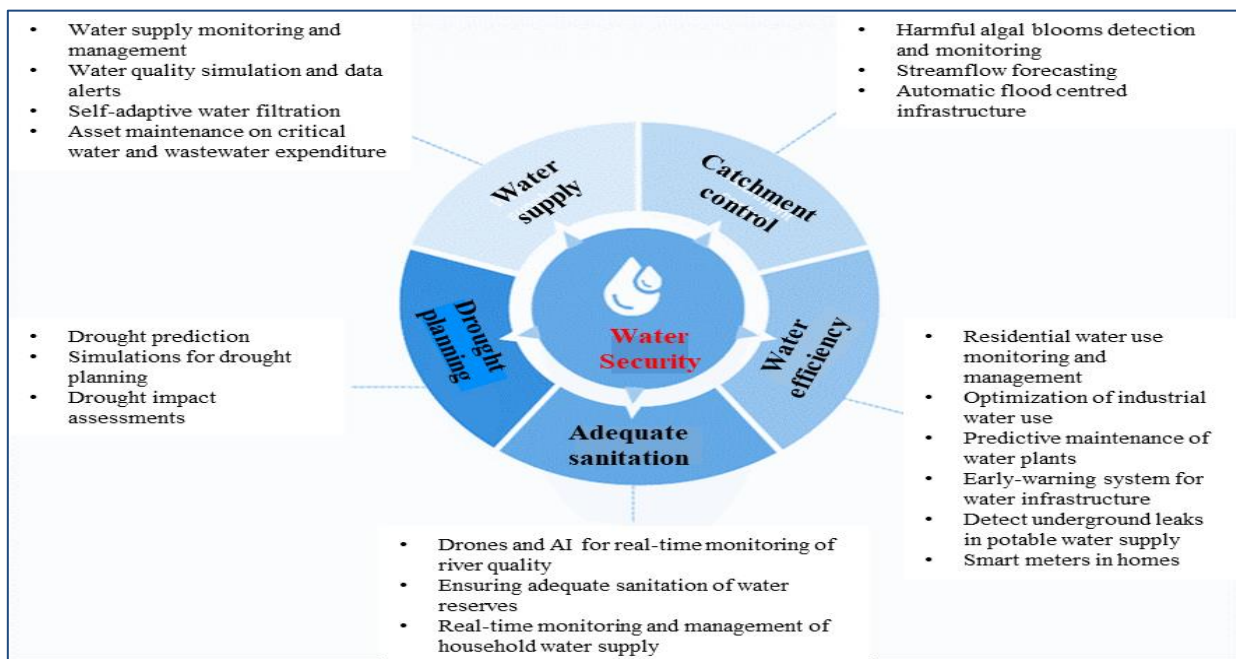 • Water supply monitoring and
management
• Water quality simulation and data
alerts
• Self-adaptive water filtration
• Asset maintenance on critical
water and wastewater expenditure
• Harmful algal blooms detection
and monitoring
• Streamflow forecasting
• Automatic flood centred
infrastructure
Water
supply
Catchment
control
Drought
planning
Water
Security
Water
efficiency
Adequate
sanitation
• Drought prediction
• Simulations for drought
planning
• Drought impact
assessments
• Residential water use
monitoring and
management
• Optimization of industrial
water use
• Predictive maintenance of
water plants
• Early-warning system for
water infrastructure
• Detect underground leaks
in potable water supply
• Smart meters in homes
• Drones and AI for real-time monitoring of
river quality
• Ensuring adequate sanitation of water
reserves
• Real-time monitoring and management of
household water supply